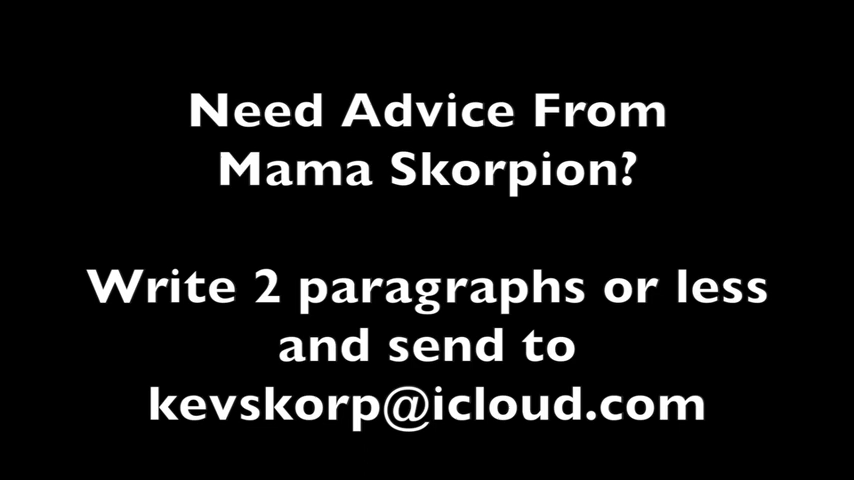 Need Advice From
Mama Skorpion?
Write 2 paragraphs or less
and send to
kevskorp@icloud.com